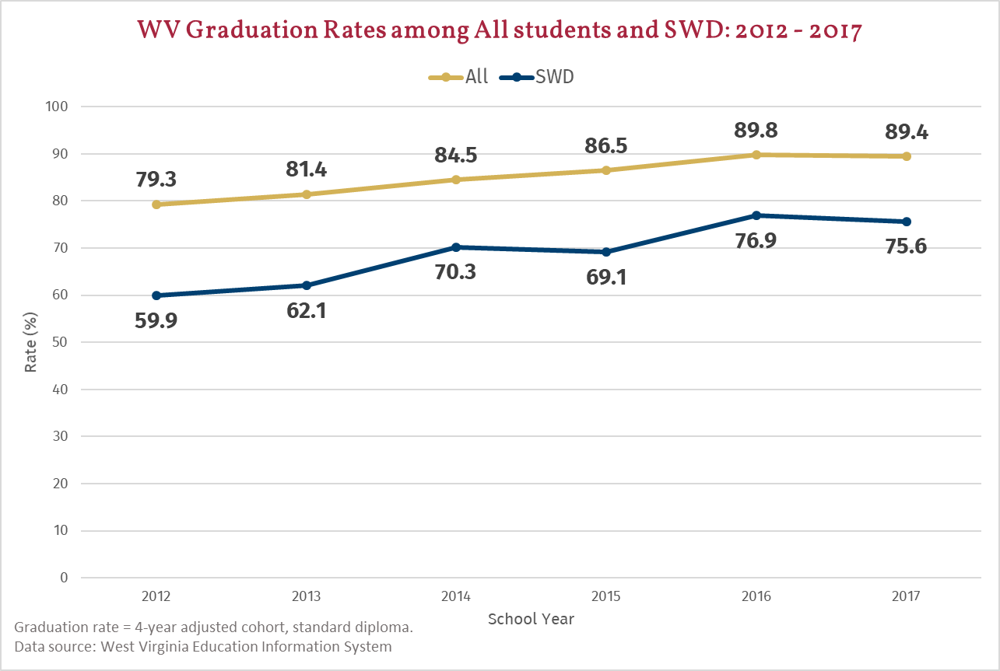 WV Graduation Rates among All students and SWD: 2012 - 2017
All SWD
100
90
80
70
60
50
40
30
20
10
0
Rate (%)
79.3 81.4 84.5 86.5 89.8 89.4
59.9 62.1 70.3 69.1 76.9 75.6
2012 2013 2014 2015 2016 2017
School Year
Graduation rate = 4-year adjusted cohort, standard diploma.
Data source: West Virginia Education Information System